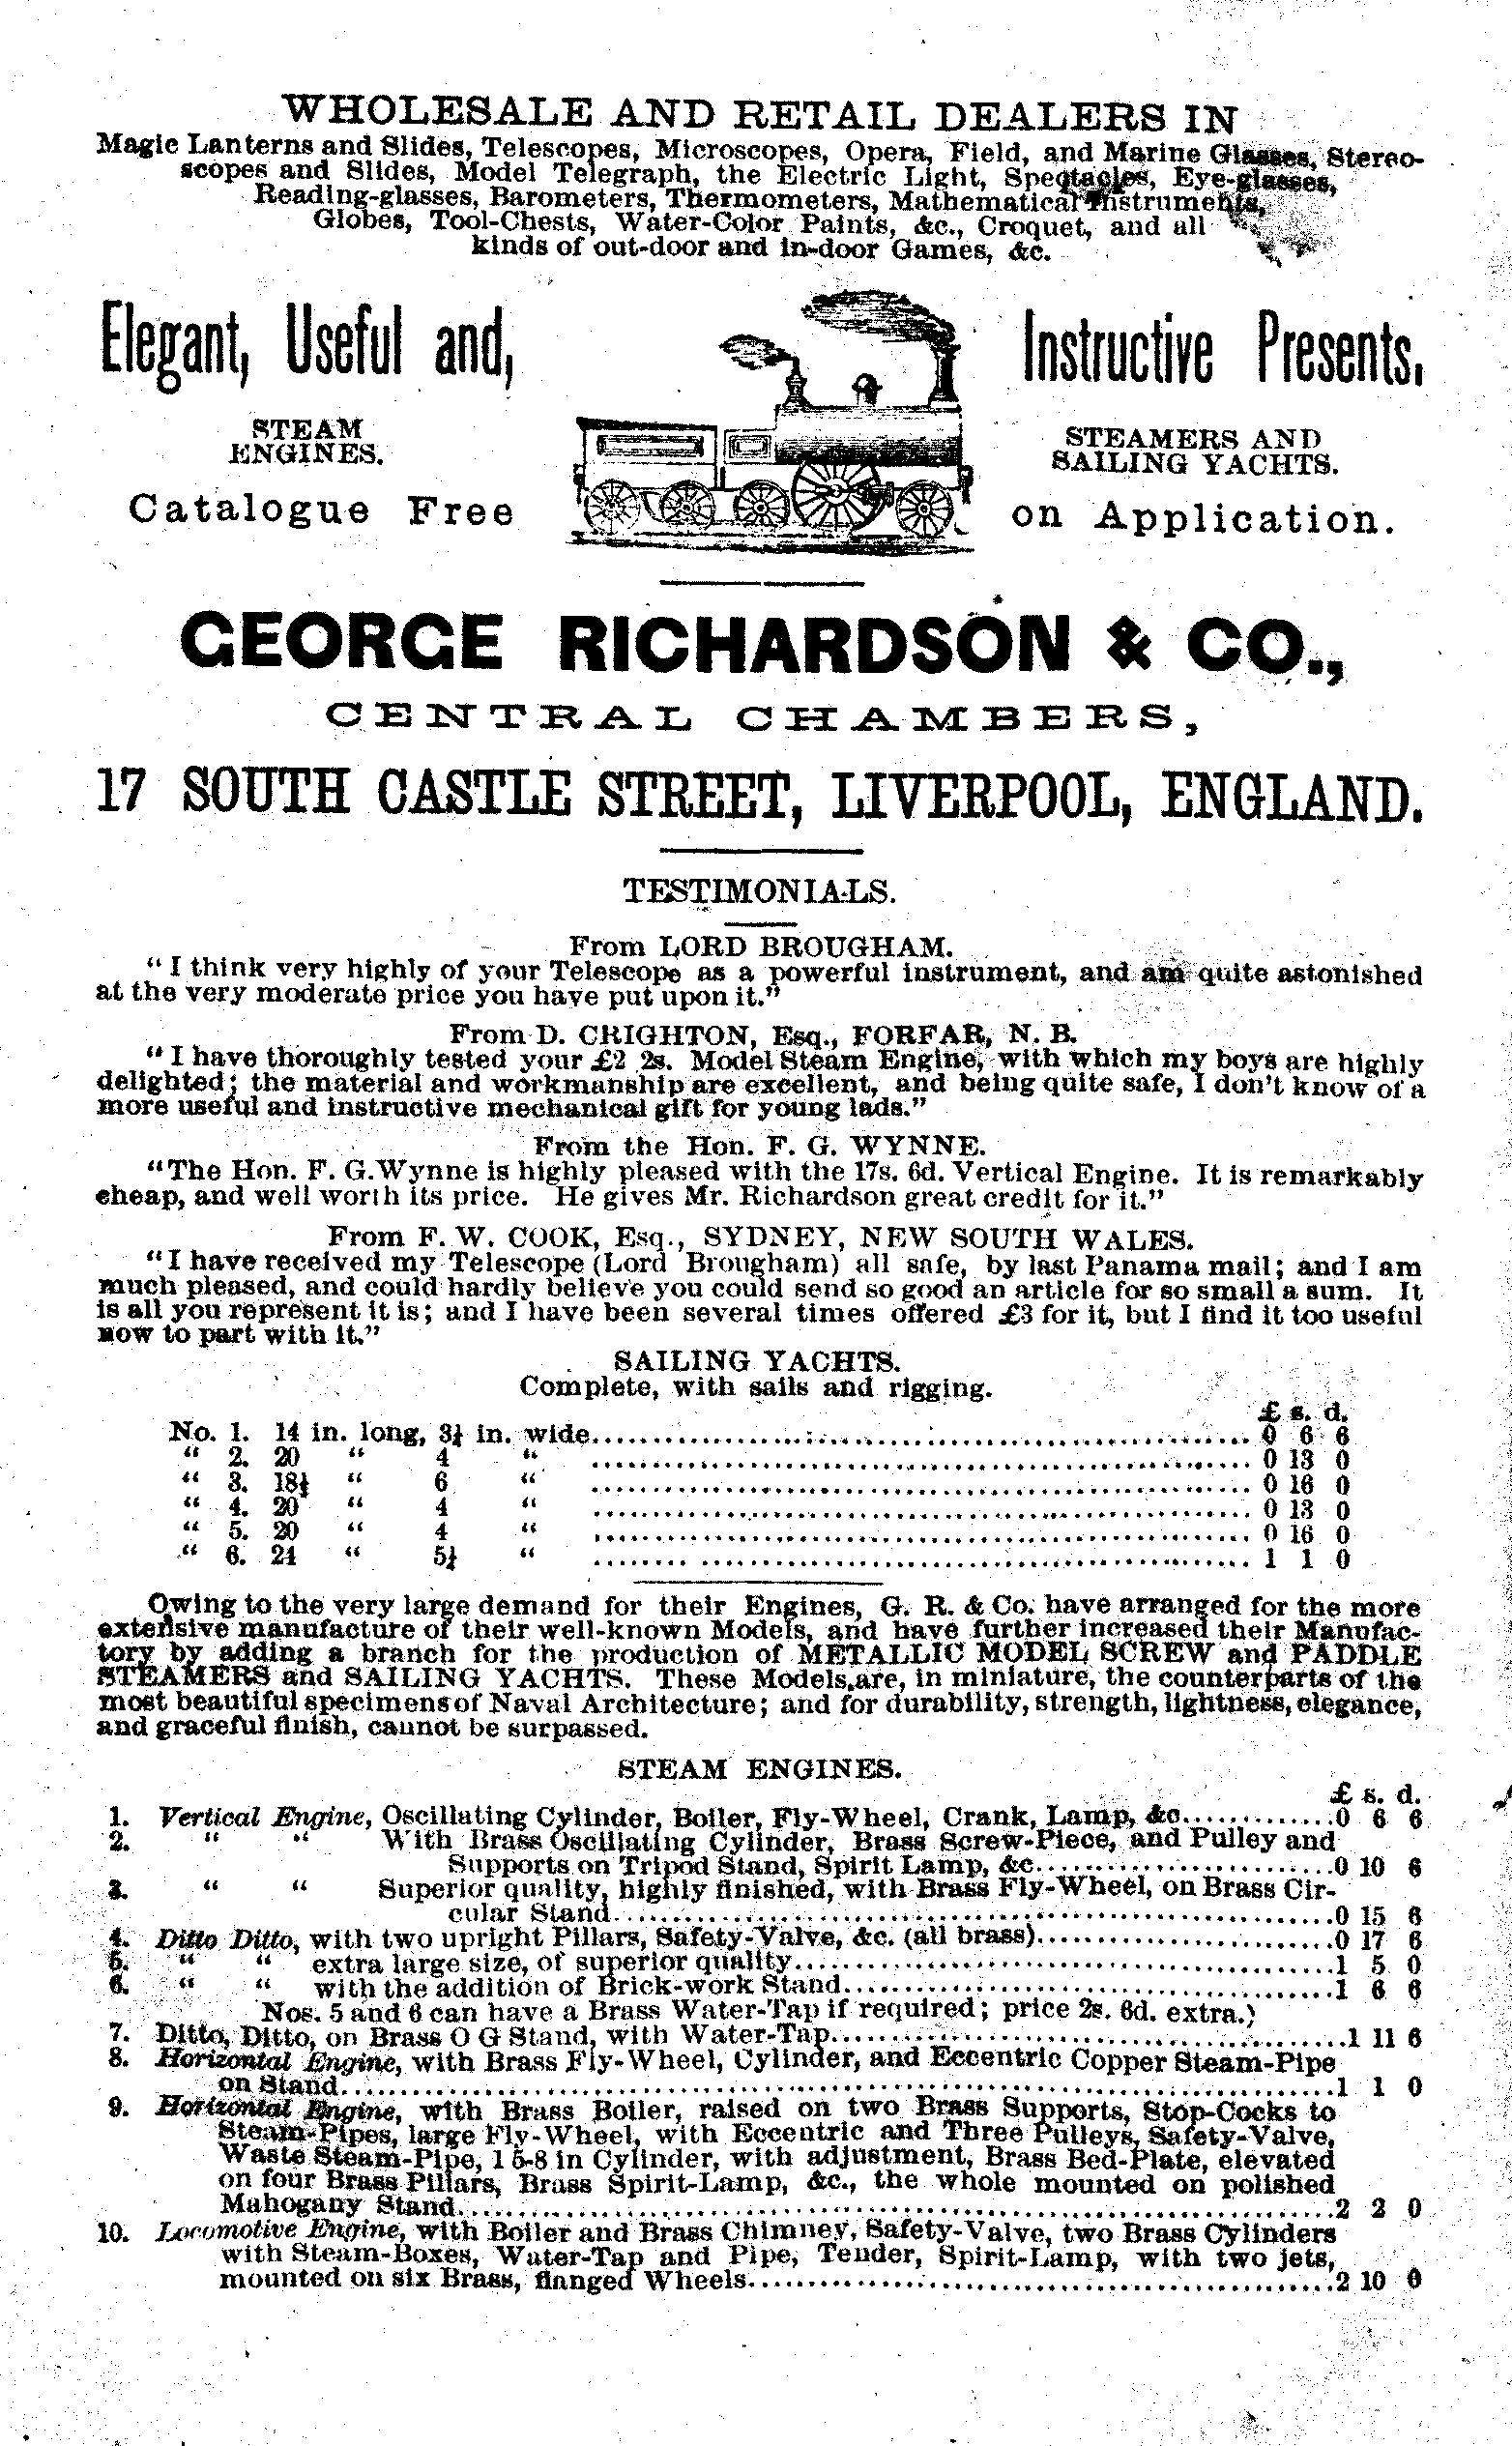 WHOLESALE AND RETAIL DEALERS IN
Magic Lanterns and Slides, Telescopes, Microscopes, Opera, Field, and Marine Glasses, Stereo-
scopes and Slides, Model Telegraph, the Electric Light, Spectacles, Eye-glasses,
Reading-glasses, Barometers, Thermometers, Mathematical Instruments,
Globes, Tool-Chests, Water-Color Paints, &c., Croquet, and all
kinds of out-door and in-door Games, &c.
Elegant, Useful and, Instructive Presents,
STEAM
ENGINES.
STEAMERS AND
SAILING YACHTS.
Catalogue Free on Application.
GEORGE RICHARDSON & CO.,
CENTRAL CHAMBERS,
17 SOUTH CASTLE STREET, LIVERPOOL, ENGLAND.
TESTIMONIALS.
From LORD BROUGHAM.
“I think very highly of your Telescope as a powerful instrument, and am quite astonished
at the very moderate price you have put upon it.”
From D. CRIGHTON, Esq., FORFAR, N. B.
“I have thoroughly tested your £2 2s. Model Steam Engine, with which my boys are highly
delighted; the material and workmanship are excellent, and being quite safe, I don't know of a
more useful and instructive mechanical gift for young lads.”
From the Hon. F. G. WYNNE.
“The Hon. F. G. Wynne is highly pleased with the 17s. 6d. Vertical Engine. It is remarkably
cheap, and well worth its price. He gives Mr. Richardson great credit for it.”
From F. W. COOK, Esq., SYDNEY, NEW SOUTH WALES.
“I have received my Telescope (Lord Brougham) all safe, by last Panama mail; and I am
much pleased, and could hardly believe you could send so good an article for so small a sum. It
is all you represent it is; and I have been several times offered £3 for it, but I find it too useful
now to part with it.”
SAILING YACHTS.
Complete, with sails and rigging.
£ s. d.
No. 1. 14 in. long, 3½ in. wide.......... 0 6 6
“ 2. 20 “ 4 “ .......... 0 13 0
“ 3. 18½ “ 6 “ .......... 0 16 0
“ 4. 20 “ 4 “ .......... 0 13 0
“ 5. 20 “ 4 “ .......... 0 16 0
“ 6. 24 “ 5½ “ .......... 1 1 0
Owing to the very large demand for their Engines, G. R. & Co. have arranged for the more
extensive manufacture of their well-known Models, and have further increased their Manufac-
tory by adding a branch for the production of METALLIC MODEL SCREW and PADDLE
STEAMERS and SAILING YACHTS. These Models, are, in miniature, the counterparts of the
most beautiful specimens of Naval Architecture; and for durability, strength, lightness, elegance,
and graceful finish, cannot be surpassed.
STEAM ENGINES.
£ s. d.
1. Vertical Engine, Oscillating Cylinder, Boiler, Fly-Wheel, Crank, Lamp, &c..........0 6 6
2. “ “ With Brass Oscillating Cylinder, Brass Screw-Piece, and Pulley and
Supports on Tripod Stand, Spirit Lamp, &c..........0 10 6
3. “ “ Superior quality, highly finished, with Brass Fly-Wheel, on Brass Cir-
cular Stand..........0 15 6
4. Ditto Ditto, with two upright Pillars, Safety-Valve, &c. (all brass)..........0 17 6
5. “ “ extra large size, of superior quality..........1 5 0
6. “ “ with the addition of Brick-work Stand..........1 6 6
Nos. 5 and 6 can have a Brass Water-Tap if required; price 2s. 6d. extra.)
7. Ditto, Ditto, on Brass O G Stand, with Water-Tap..........1 11 6
8. Horizontal Engine, with Brass Fly-Wheel, Cylinder, and Eccentric Copper Steam-Pipe
on Stand..........1 1 0
9. Horizontal Engine, with Brass Boiler, raised on two Brass Supports, Stop-Cocks to
Steam-Pipes, large Fly-Wheel, with Eccentric and Three Pulleys, Safety-Valve,
Waste Steam-Pipe, 1 5-8 in Cylinder, with adjustment, Brass Bed-Plate, elevated
on four Brass Pillars, Brass Spirit-Lamp, &c., the whole mounted on polished
Mahogany Stand..........2 2 0
10. Locomotive Engine, with Boiler and Brass Chimney, Safety-Valve, two Brass Cylinders
with Steam-Boxes, Water-Tap and Pipe, Tender, Spirit-Lamp, with two jets,
mounted on six Brass, flanged Wheels..........2 10 0